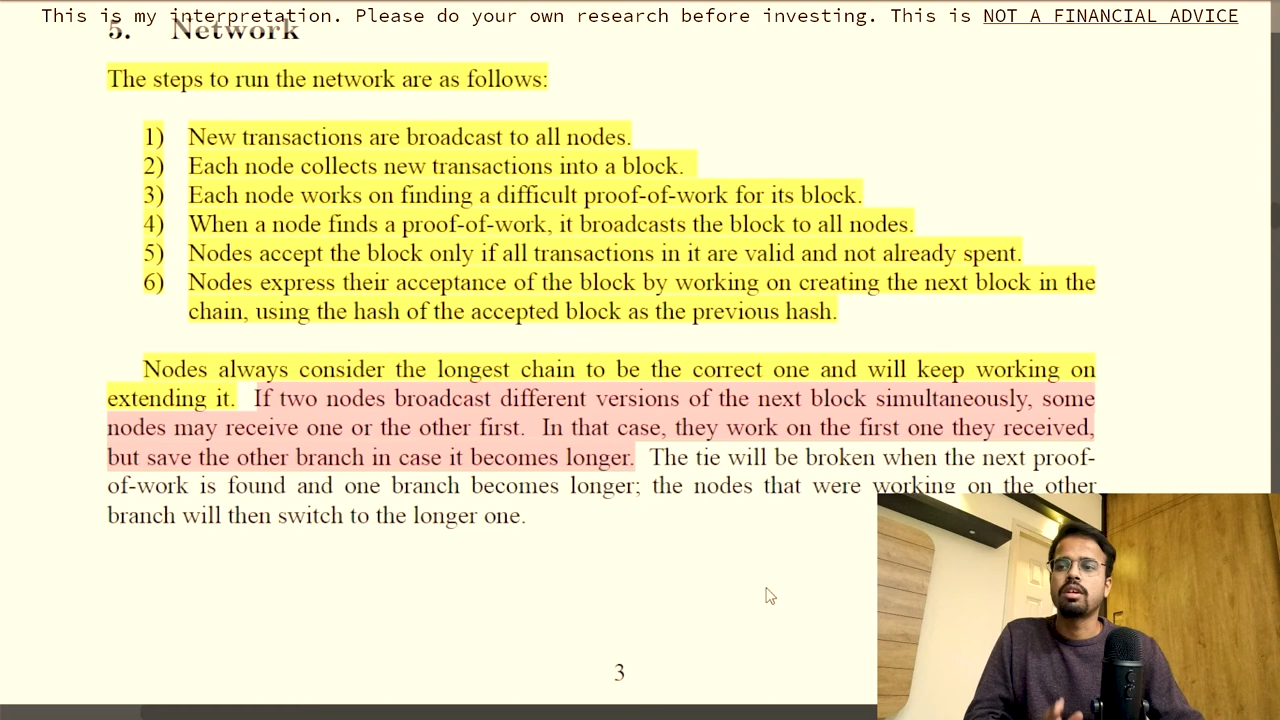 This is my interpretation. Please do your own research before investing. This is NOT A FINANCIAL ADVICE
5. Network
The steps to run the network are as follows:
1) New transactions are broadcast to all nodes.
2) Each node collects new transactions into a block.
3) Each node works on finding a difficult proof-of-work for its block.
4) When a node finds a proof-of-work, it broadcasts the block to all nodes.
5) Nodes accept the block only if all transactions in it are valid and not already spent.
6) Nodes express their acceptance of the block by working on creating the next block in the
chain, using the hash of the accepted block as the previous hash.
Nodes always consider the longest chain to be the correct one and will keep working on
extending it. If two nodes broadcast different versions of the next block simultaneously, some
nodes may receive one or the other first. In that case, they work on the first one they received,
but save the other branch in case it becomes longer. The tie will be broken when the next proof-
of-work is found and one branch becomes longer; the nodes that were working on the other
branch will then switch to the longer one.
3